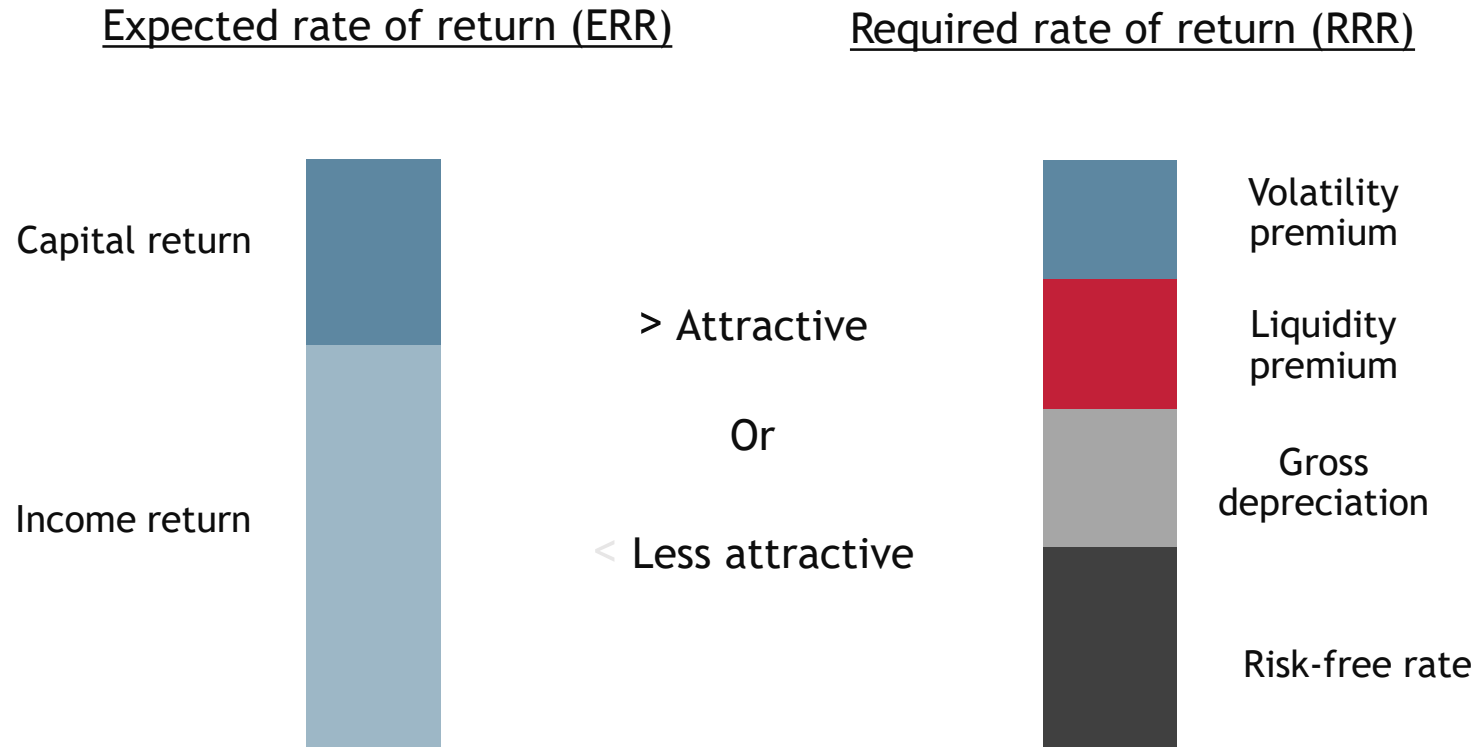 Expected rate of return (ERR)
Required rate of return (RRR)
Capital return
Income return
> Attractive
Or
< Less attractive
Volatility
premium
Liquidity
premium
Gross
depreciation
Risk-free rate